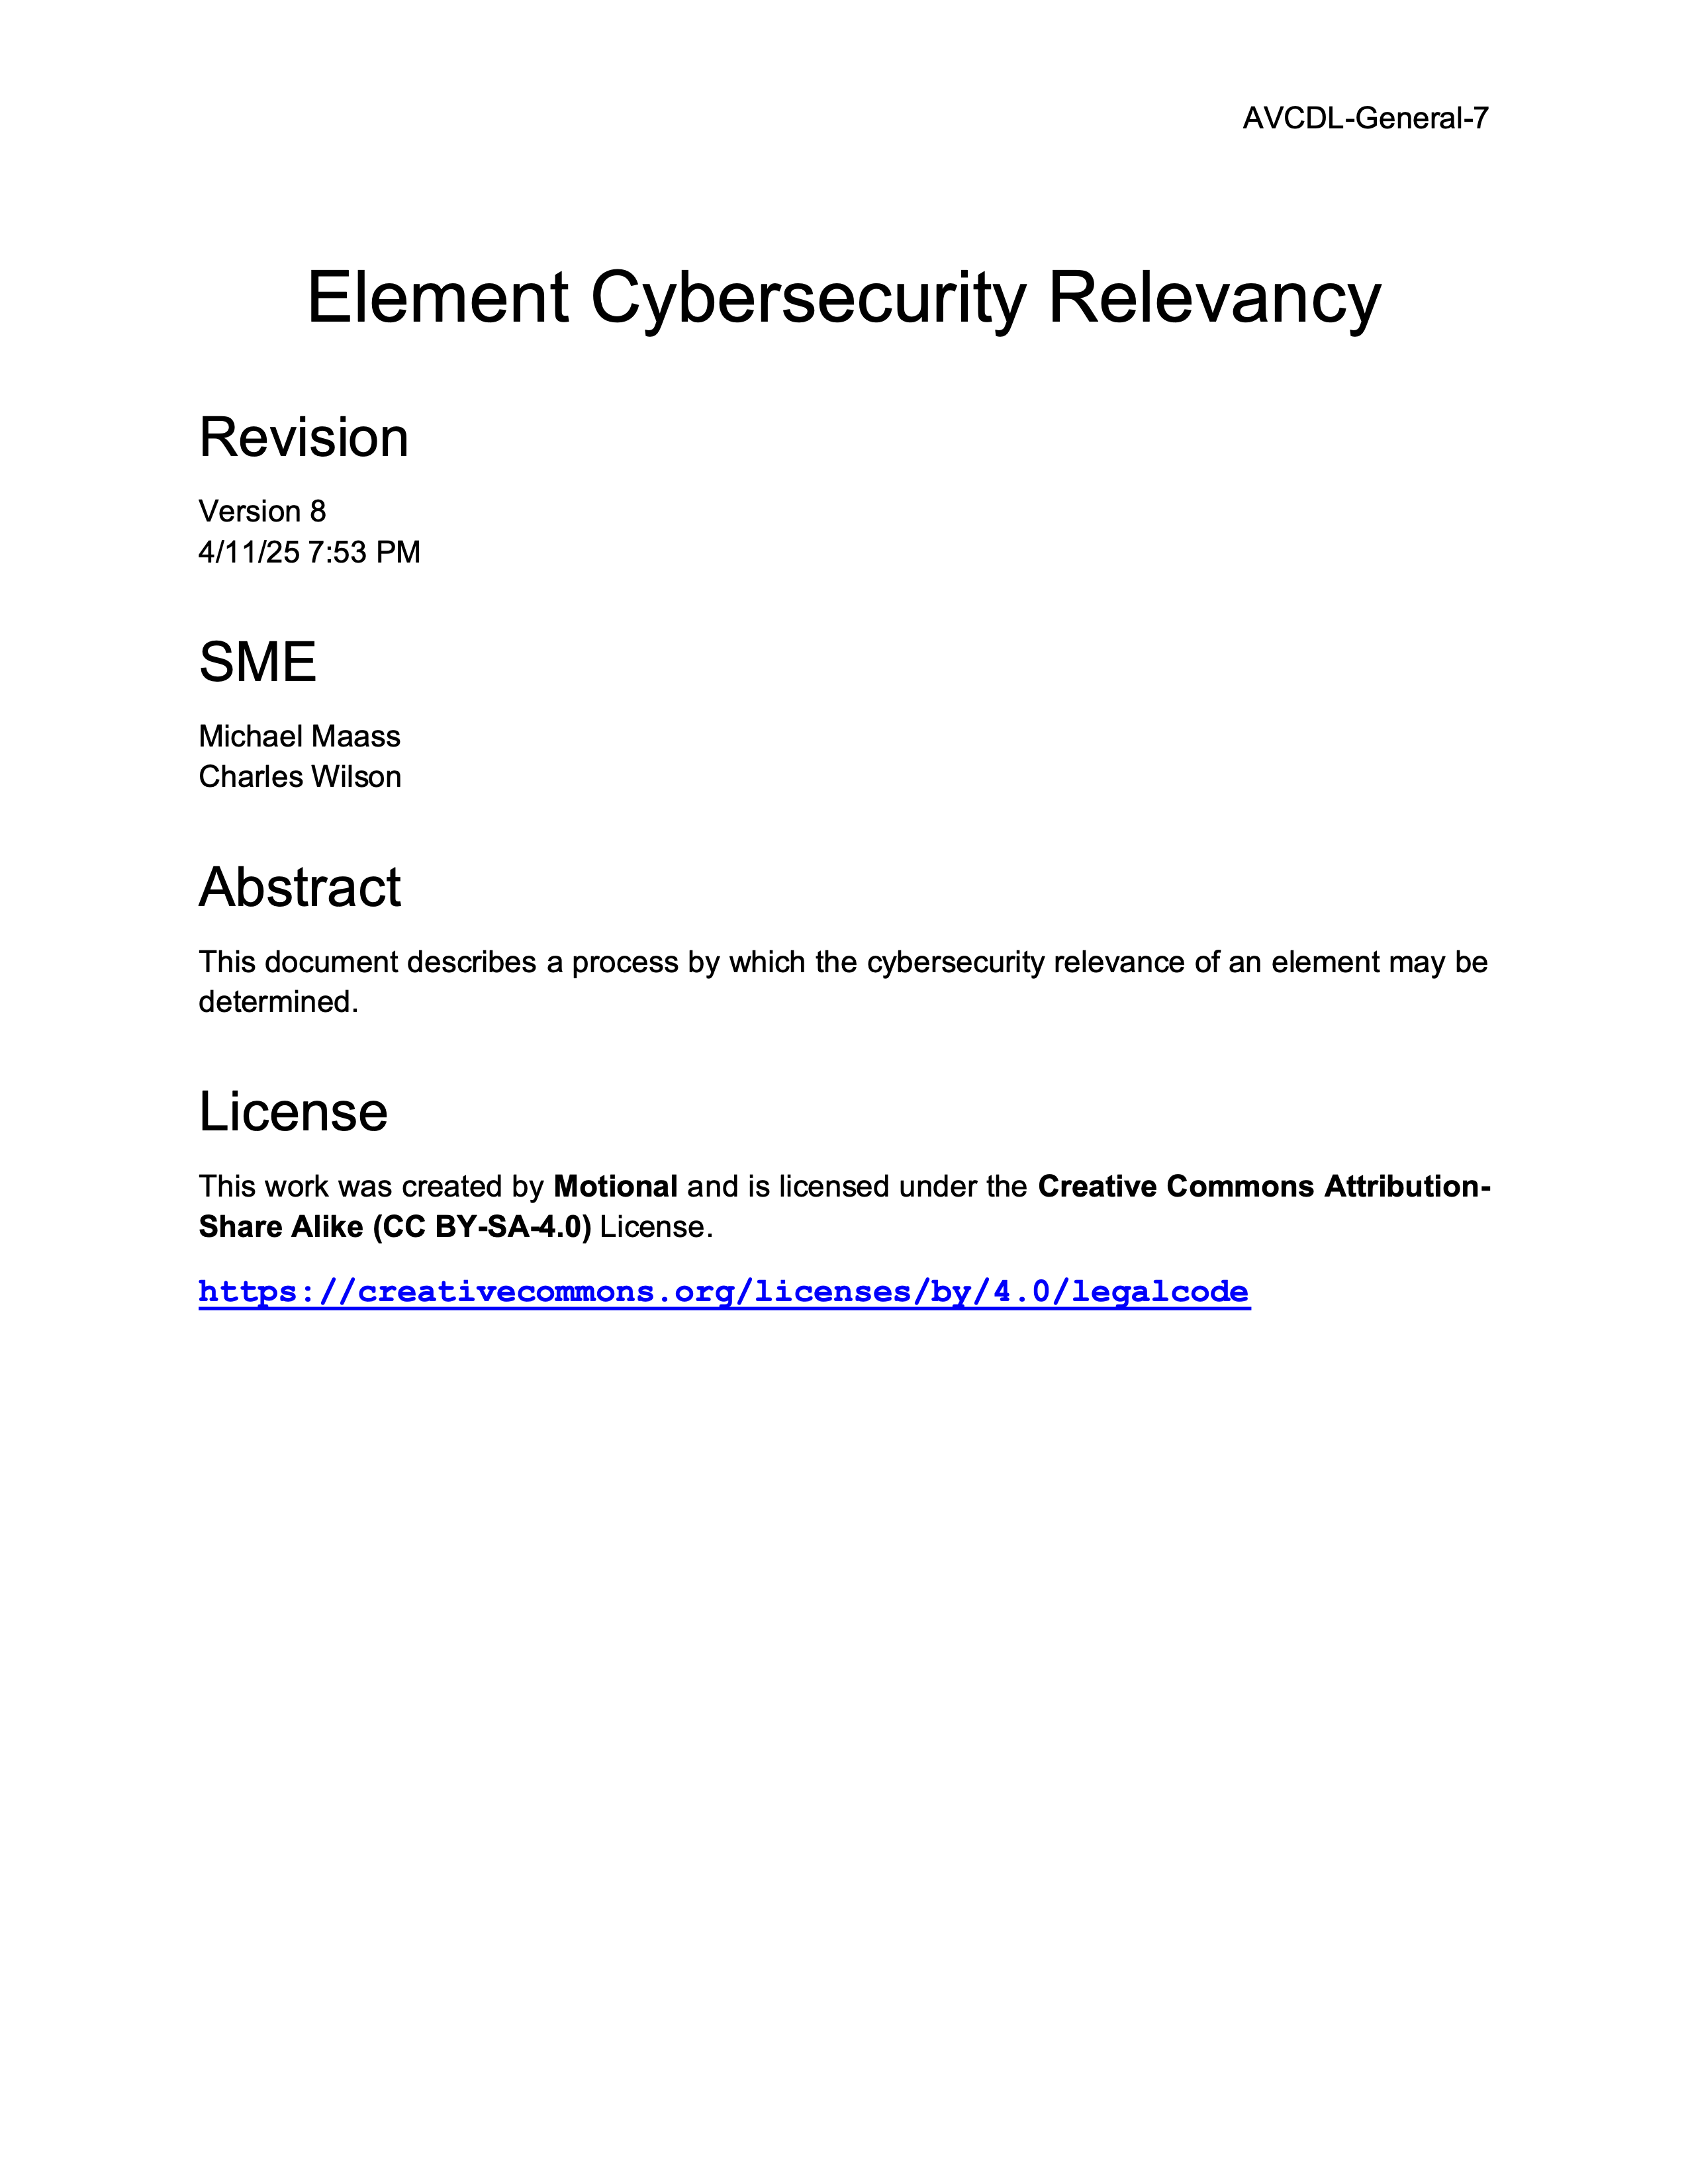 AVCDL-General-7
Element Cybersecurity Relevancy
Revision
Version 8
4/11/25 7:53 PM
SME
Michael Maass
Charles Wilson
Abstract
This document describes a process by which the cybersecurity relevance of an element may be
determined.
License
This work was created by Motional and is licensed under the Creative Commons Attribution-
Share Alike (CC BY-SA-4.0) License.
https://creativecommons.org/licenses/by/4.0/legalcode